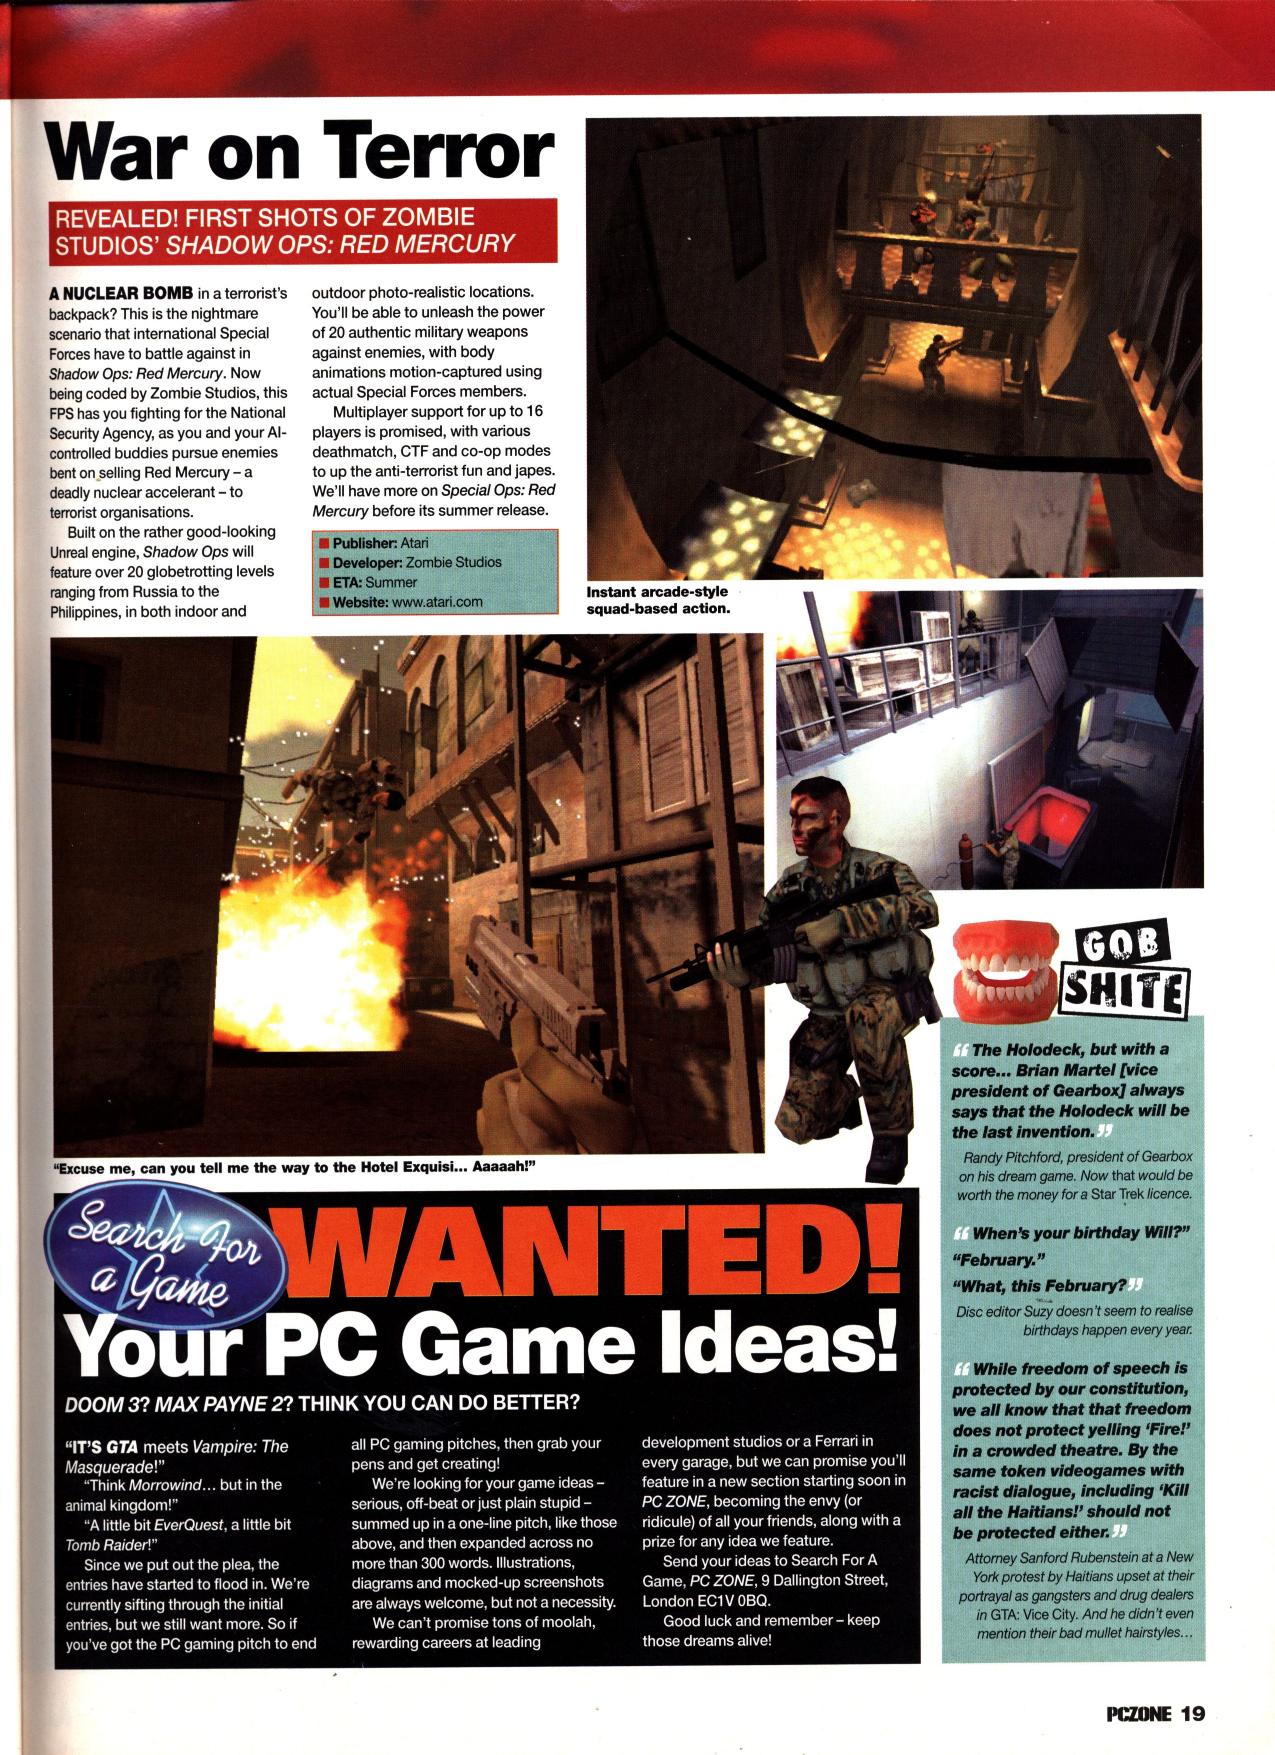 War on Terror
REVEALED! FIRST SHOTS OF ZOMBIE
STUDIOS' SHADOW OPS: RED MERCURY
A NUCLEAR BOMB in a terrorist's
backpack? This is the nightmare
scenario that international Special
Forces have to battle against in
Shadow Ops: Red Mercury. Now
being coded by Zombie Studios, this
FPS has you fighting for the National
Security Agency, as you and your AI-
controlled buddies pursue enemies
bent on selling Red Mercury – a
deadly nuclear accelerant – to
terrorist organisations.
Built on the rather good-looking
Unreal engine, Shadow Ops will
feature over 20 globetrotting levels
ranging from Russia to the
Philippines, in both indoor and
outdoor photo-realistic locations.
You'll be able to unleash the power
of 20 authentic military weapons
against enemies, with body
animations motion-captured using
actual Special Forces members.
Multiplayer support for up to 16
players is promised, with various
deathmatch, CTF and co-op modes
to up the anti-terrorist fun and japes.
We'll have more on Special Ops: Red
Mercury before its summer release.
Publisher: Atari
Developer: Zombie Studios
ETA: Summer
Website: www.atari.com
Instant arcade-style
squad-based action.
"Excuse me, can you tell me the way to the Hotel Exquisi... Aaaaah!"
Search For
a Game
WANTED!
Your PC Game Ideas!
DOOM 3? MAX PAYNE 2? THINK YOU CAN DO BETTER?
"IT'S GTA meets Vampire: The
Masquerade!"
"Think Morrowind... but in the
animal kingdom!"
"A little bit EverQuest, a little bit
Tomb Raider!"
Since we put out the plea, the
entries have started to flood in. We're
currently sifting through the initial
entries, but we still want more. So if
you've got the PC gaming pitch to end
all PC gaming pitches, then grab your
pens and get creating!
We're looking for your game ideas –
serious, off-beat or just plain stupid –
summed up in a one-line pitch, like those
above, and then expanded across no
more than 300 words. Illustrations,
diagrams and mocked-up screenshots
are always welcome, but not a necessity.
We can't promise tons of moolah,
rewarding careers at leading
development studios or a Ferrari in
every garage, but we can promise you'll
feature in a new section starting soon in
PC ZONE, becoming the envy (or
ridicule) of all your friends, along with a
prize for any idea we feature.
Send your ideas to Search For A
Game, PC ZONE, 9 Dallington Street,
London EC1V 0BQ.
Good luck and remember – keep
those dreams alive!
GOB
SHITE
"The Holodeck, but with a
score... Brian Martel [vice
president of Gearbox] always
says that the Holodeck will be
the last invention."
Randy Pitchford, president of Gearbox
on his dream game. Now that would be
worth the money for a Star Trek licence.
"When's your birthday Will?"
"February."
"What, this February?"
Disc editor Suzy doesn't seem to realise
birthdays happen every year.
"While freedom of speech is
protected by our constitution,
we all know that that freedom
does not protect yelling 'Fire!'
in a crowded theatre. By the
same token videogames with
racist dialogue, including 'Kill
all the Haitians!' should not
be protected either."
Attorney Sanford Rubenstein at a New
York protest by Haitians upset at their
portrayal as gangsters and drug dealers
in GTA: Vice City. And he didn't even
mention their bad mullet hairstyles...
PCZONE 19